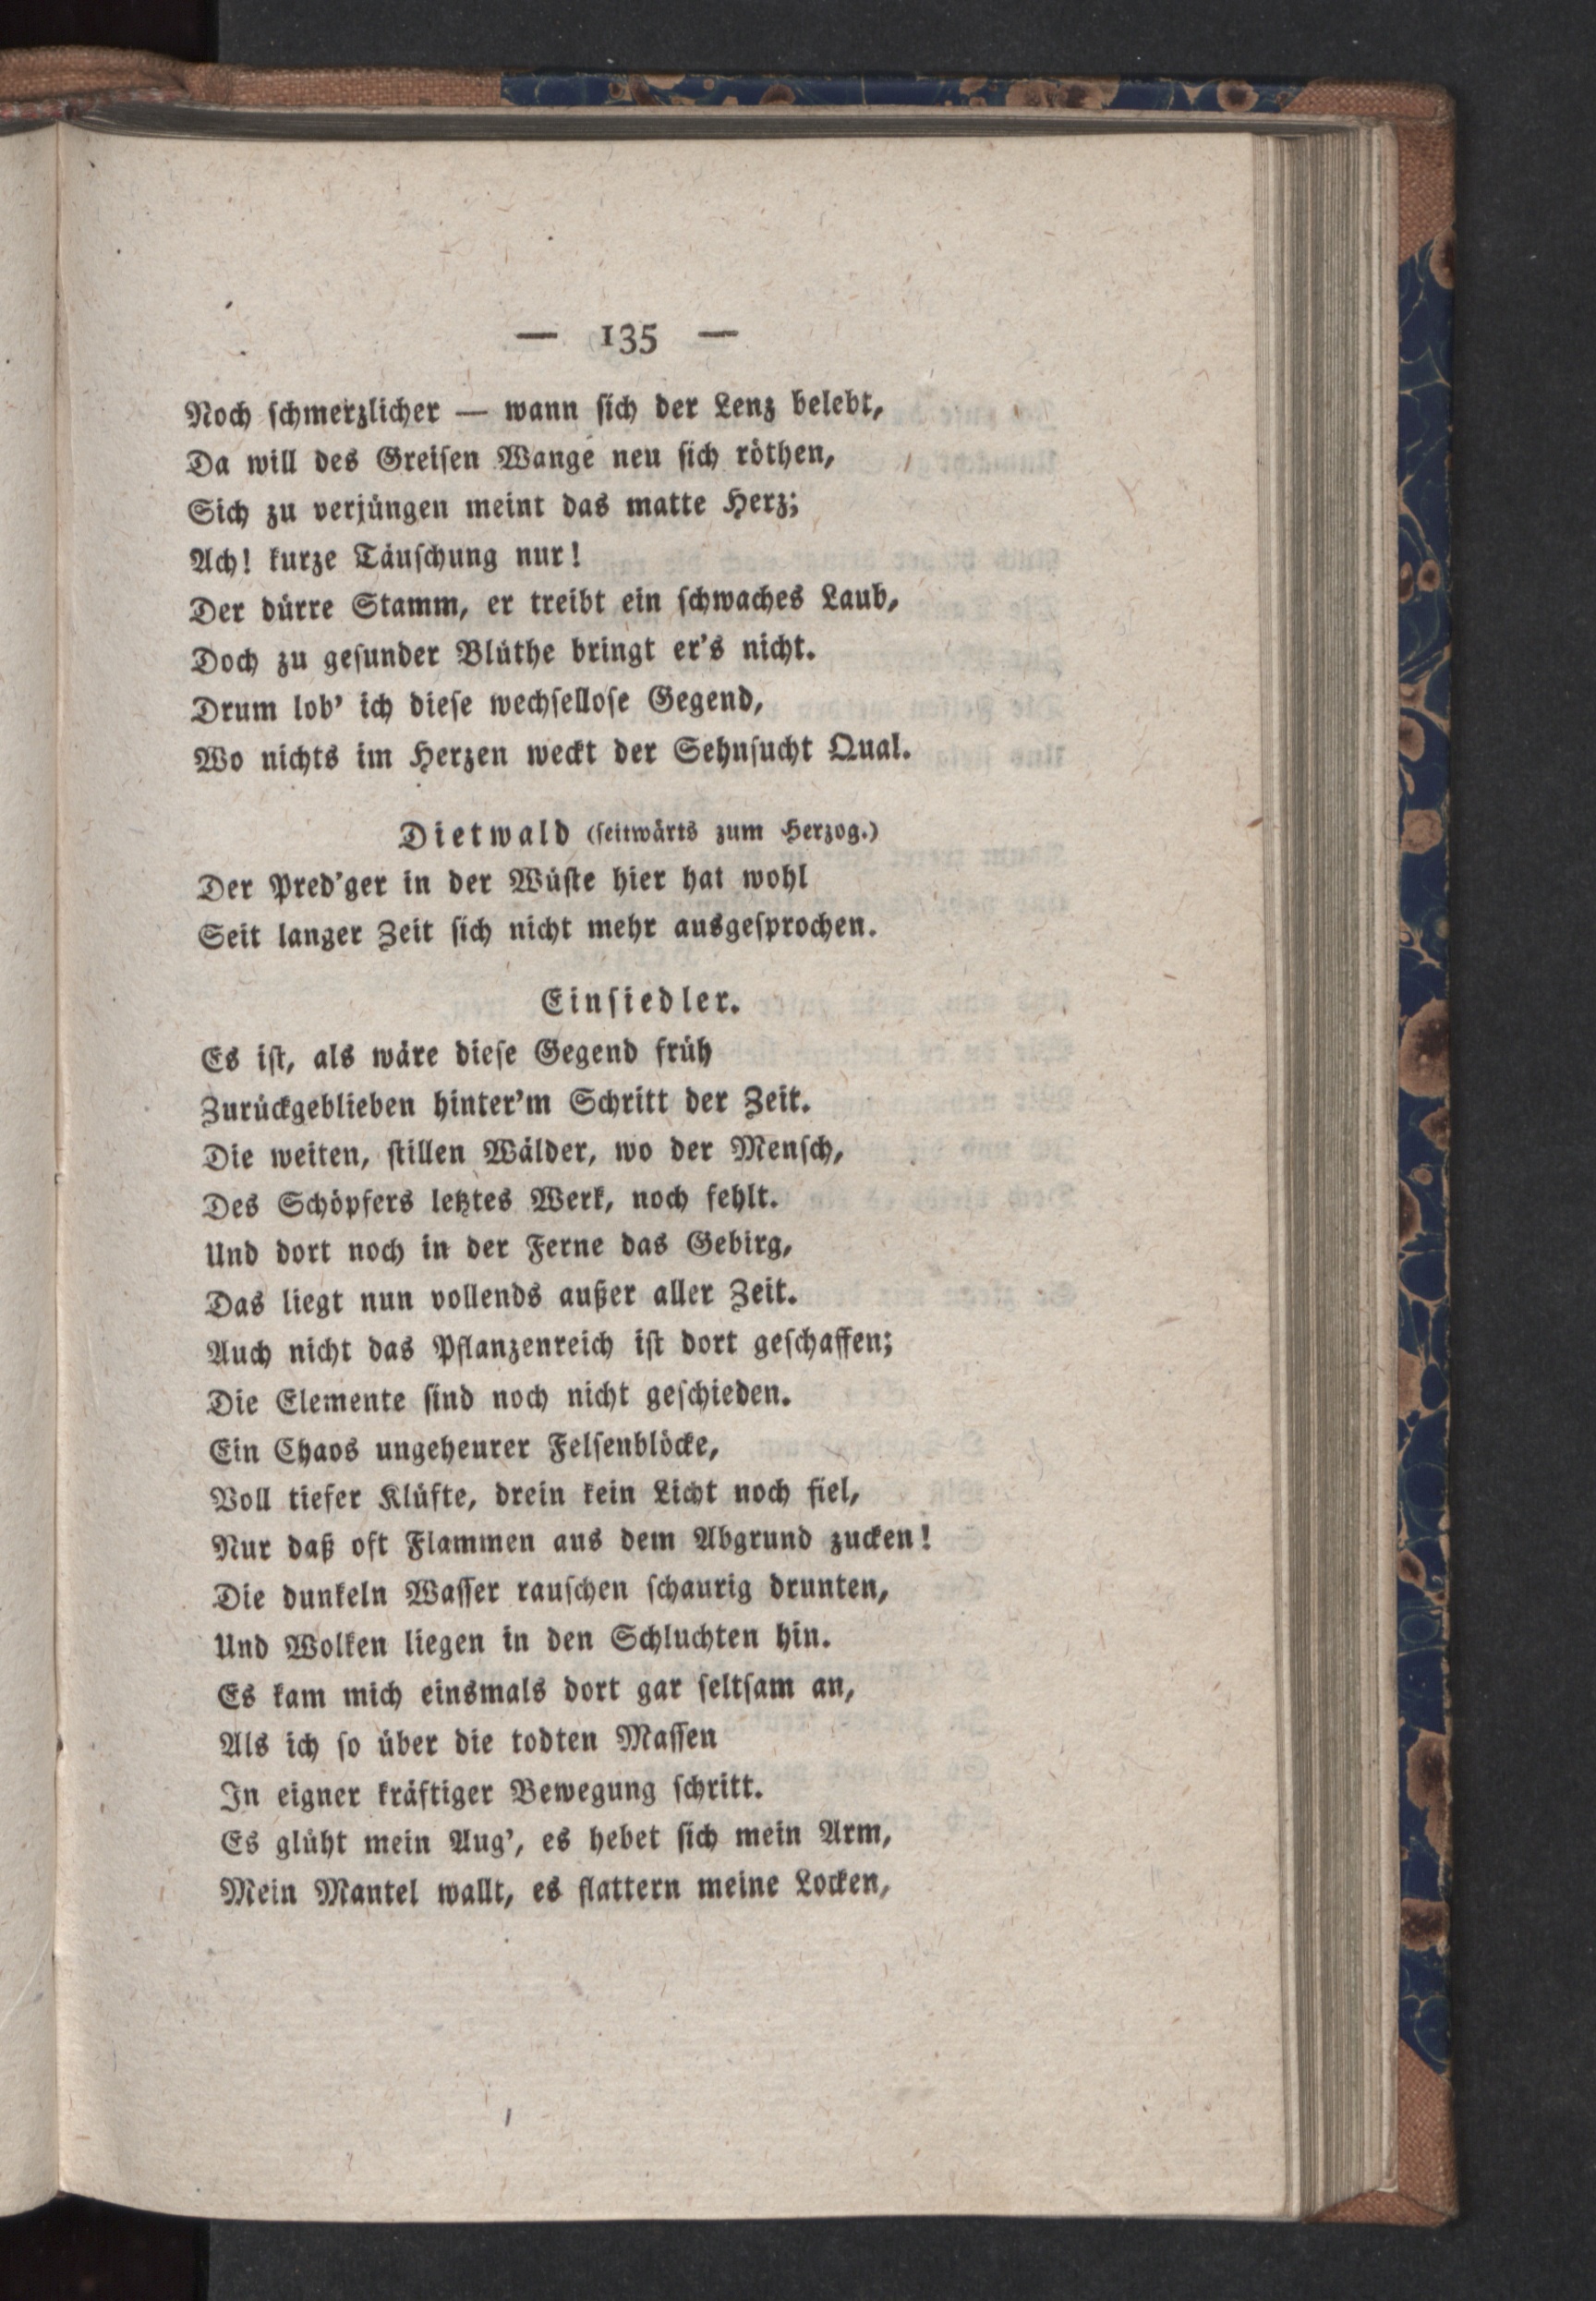 — 135 —
Noch ſchmerzlicher — wann ſich der Lenz belebt,
Da will des Greiſen Wange neu ſich röthen,
Sich zu verjüngen meint das matte Herz;
Ach! kurze Täuſchung nur!
Der dürre Stamm, er treibt ein ſchwaches Laub,
Doch zu geſunder Blüthe bringt er's nicht.
Drum lob' ich dieſe wechſelloſe Gegend,
Wo nichts im Herzen weckt der Sehnſucht Qual.
Dietwald (ſeitwärts zum Herzog.)
Der Pred'ger in der Wüſte hier hat wohl
Seit langer Zeit ſich nicht mehr ausgeſprochen.
Einſiedler.
Es iſt, als wäre dieſe Gegend früh
Zurückgeblieben hinter'm Schritt der Zeit.
Die weiten, ſtillen Wälder, wo der Menſch,
Des Schöpfers letztes Werk, noch fehlt.
Und dort noch in der Ferne das Gebirg,
Das liegt nun vollends außer aller Zeit.
Auch nicht das Pflanzenreich iſt dort geſchaffen;
Die Elemente ſind noch nicht geſchieden.
Ein Chaos ungeheurer Felſenblöcke,
Voll tiefer Klüfte, drein kein Licht noch fiel,
Nur daß oft Flammen aus dem Abgrund zucken!
Die dunkeln Waſſer rauſchen ſchaurig drunten,
Und Wolken liegen in den Schluchten hin.
Es kam mich einsmals dort gar ſeltſam an,
Als ich ſo über die todten Maſſen
In eigner kräftiger Bewegung ſchritt.
Es glüht mein Aug', es hebet ſich mein Arm,
Mein Mantel wallt, es flattern meine Locken,